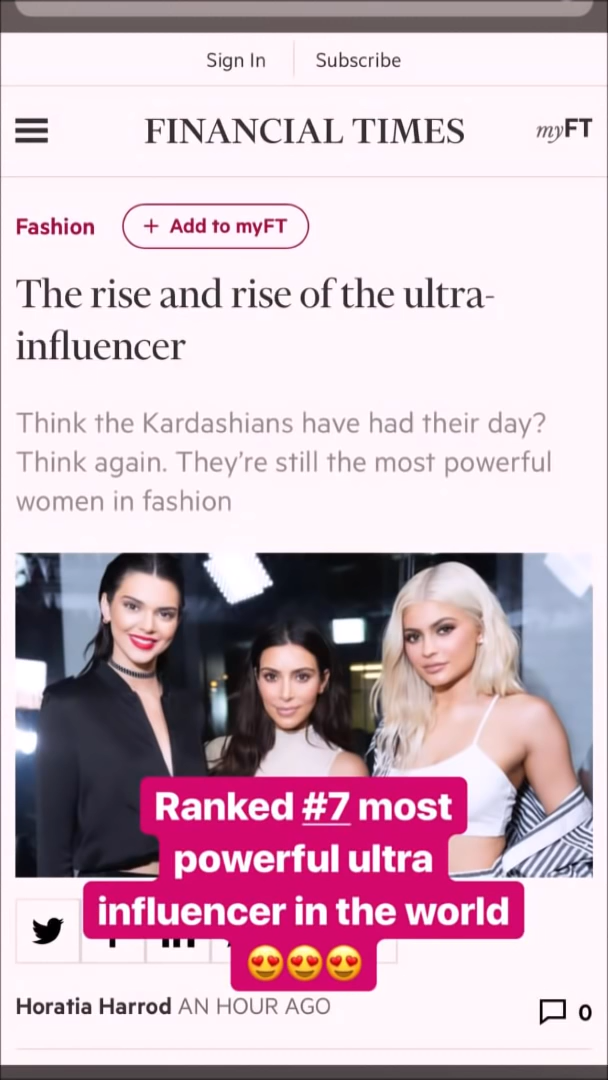 Sign In
Subscribe
FINANCIAL TIMES
myFT
Fashion
+ Add to myFT
The rise and rise of the ultra-
influencer
Think the Kardashians have had their day?
Think again. They’re still the most powerful
women in fashion
Ranked #7 most
powerful ultra
influencer in the world
😍😍😍
Horatia Harrod AN HOUR AGO
0